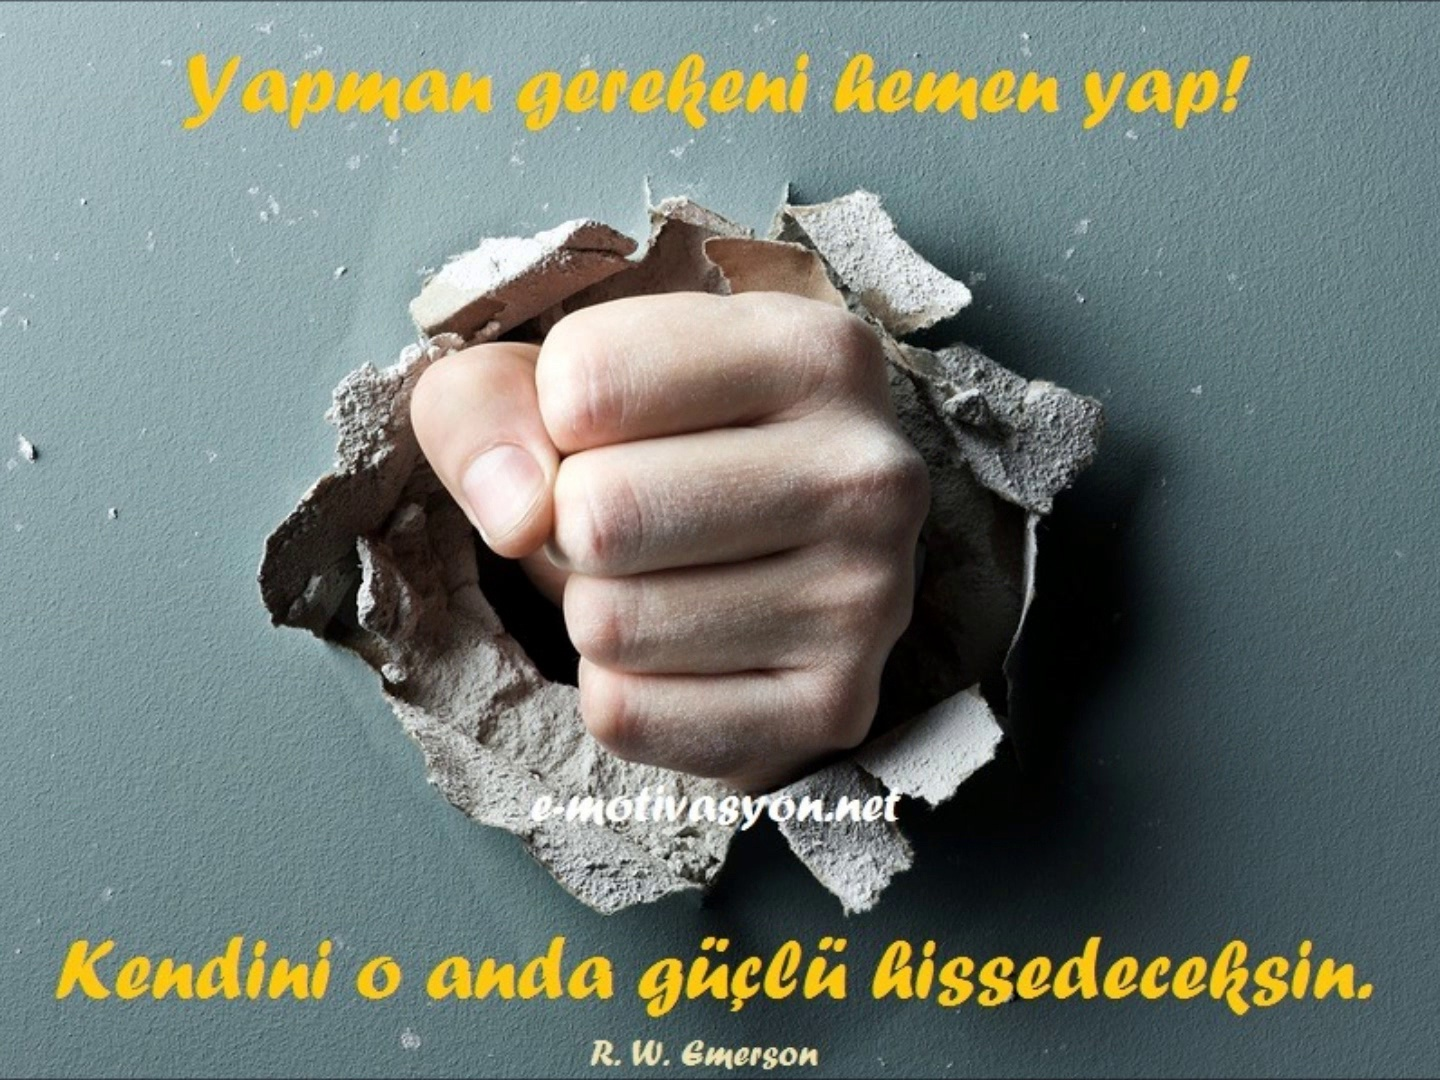 Yapman gerekeni hemen yap!
e-motivasyon.net
Kendini o anda güçlü hissedeceksin.
R. W. Emerson